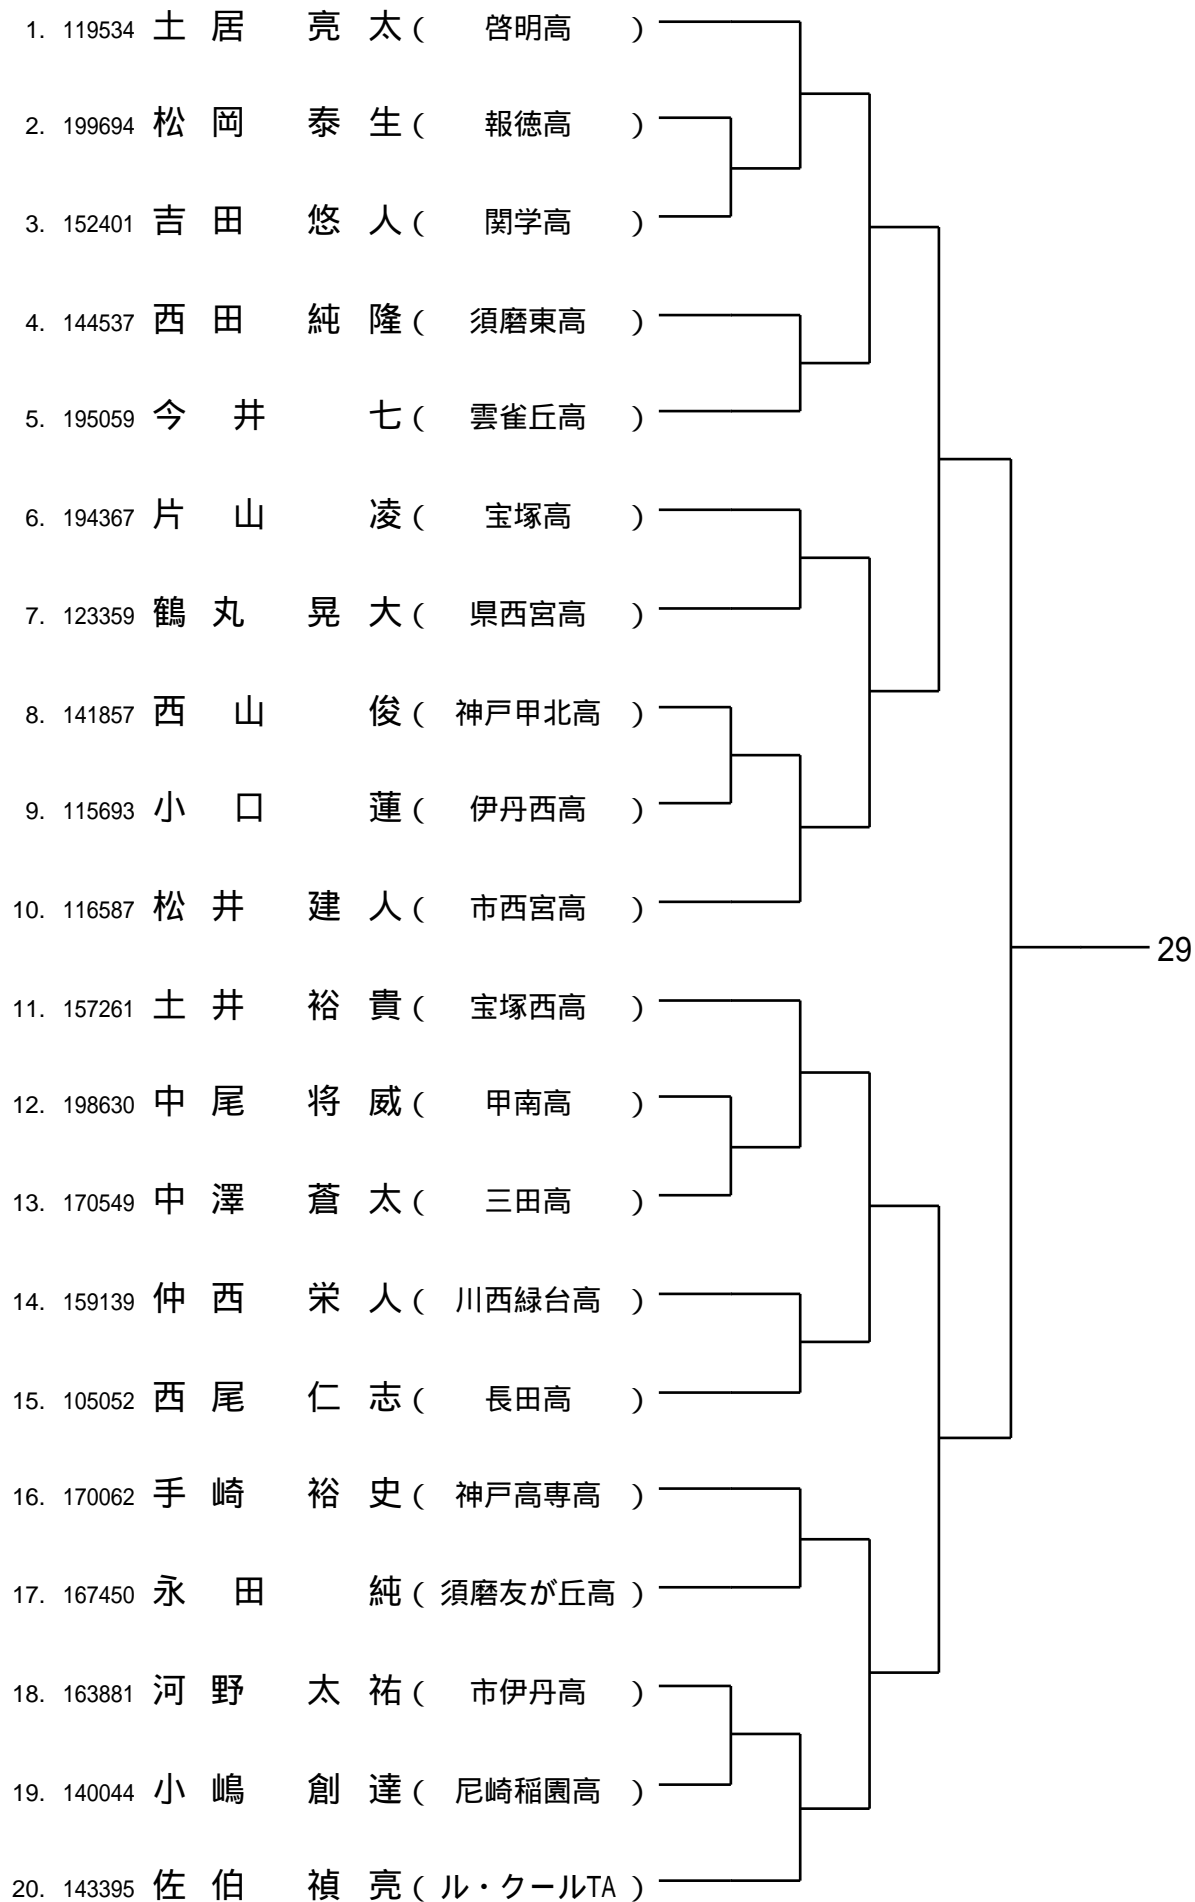 1. 119534 土居 亮太 ( 啓明高 )
2. 199694 松岡 泰生 ( 報徳高 )
3. 152401 吉田 悠人 ( 関学高 )
4. 144537 西田 純隆 ( 須磨東高 )
5. 195059 今井 七 ( 雲雀丘高 )
6. 194367 片山 凌 ( 宝塚高 )
7. 123359 鶴丸 晃大 ( 県西宮高 )
8. 141857 西山 俊 ( 神戸甲北高 )
9. 115693 小口 蓮 ( 伊丹西高 )
10. 116587 松井 建人 ( 市西宮高 )
29
11. 157261 土井 裕貴 ( 宝塚西高 )
12. 198630 中尾 将威 ( 甲南高 )
13. 170549 中澤 蒼太 ( 三田高 )
14. 159139 仲西 栄人 ( 川西緑台高 )
15. 105052 西尾 仁志 ( 長田高 )
16. 170062 手崎 裕史 ( 神戸高専高 )
17. 167450 永田 純 ( 須磨友が丘高 )
18. 163881 河野 太祐 ( 市伊丹高 )
19. 140044 小嶋 創達 ( 尼崎稲園高 )
20. 143395 佐伯 禎亮 ( ル・クールTA )